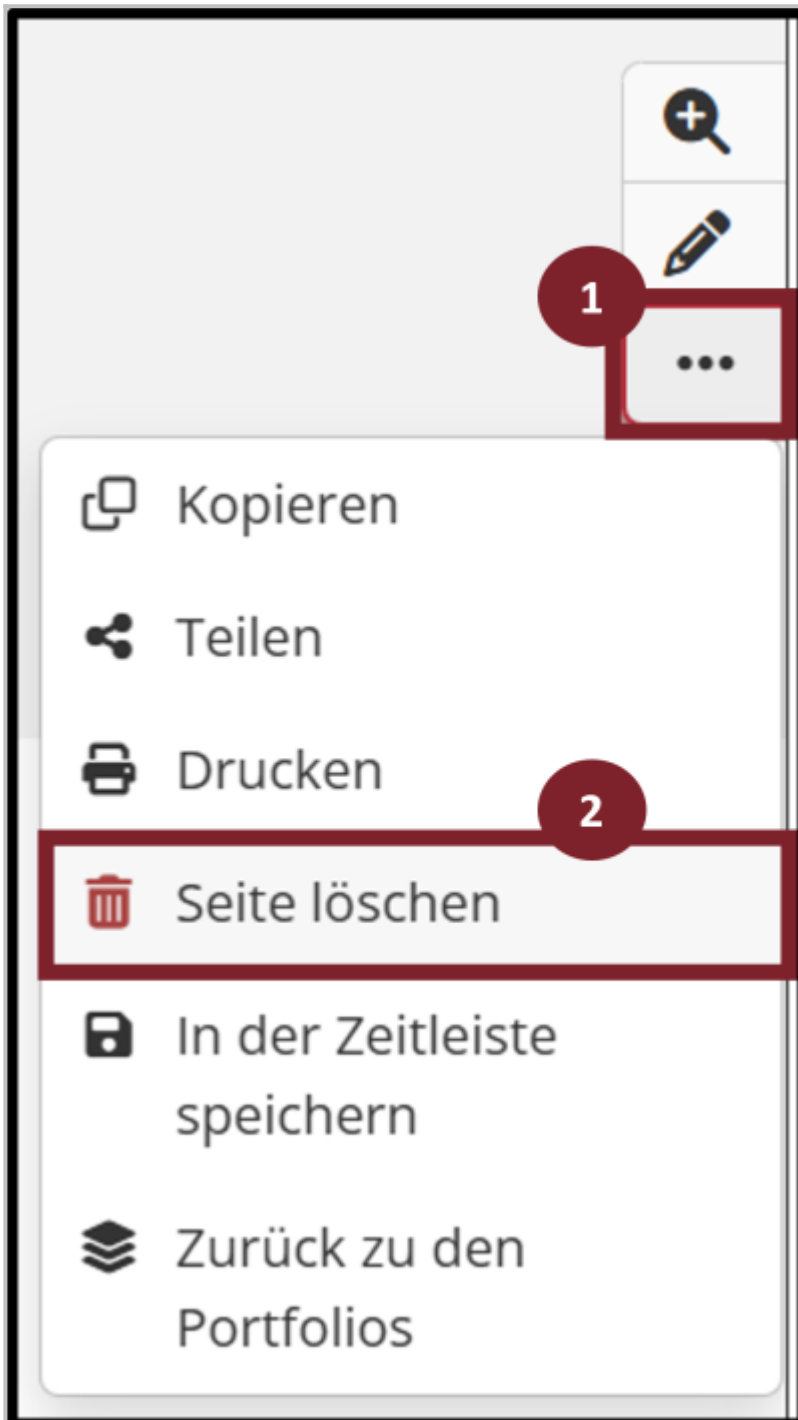 1
Kopieren
Teilen
Drucken
2
Seite löschen
In der Zeitleiste
speichern
Zurück zu den
Portfolios